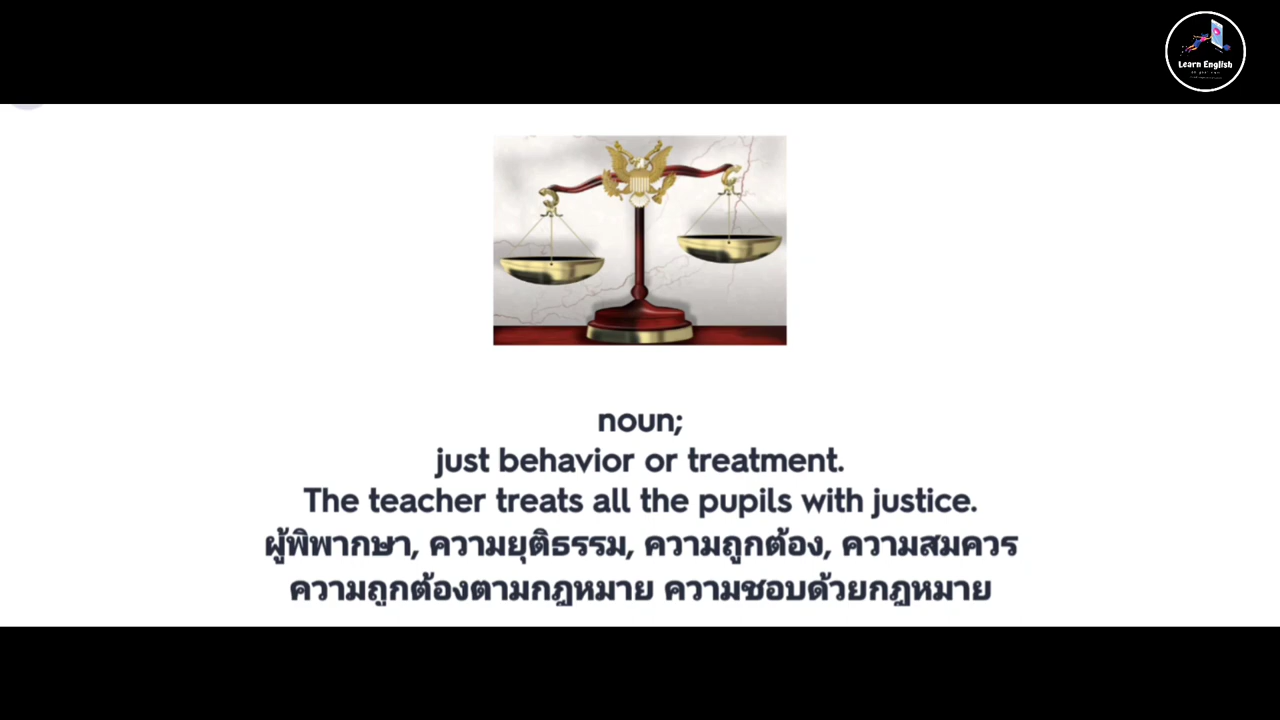 Learn English
noun;
just behavior or treatment.
The teacher treats all the pupils with justice.
ผู้พิพากษา, ความยุติธรรม, ความถูกต้อง, ความสมควร
ความถูกต้องตามกฎหมาย ความชอบด้วยกฎหมาย